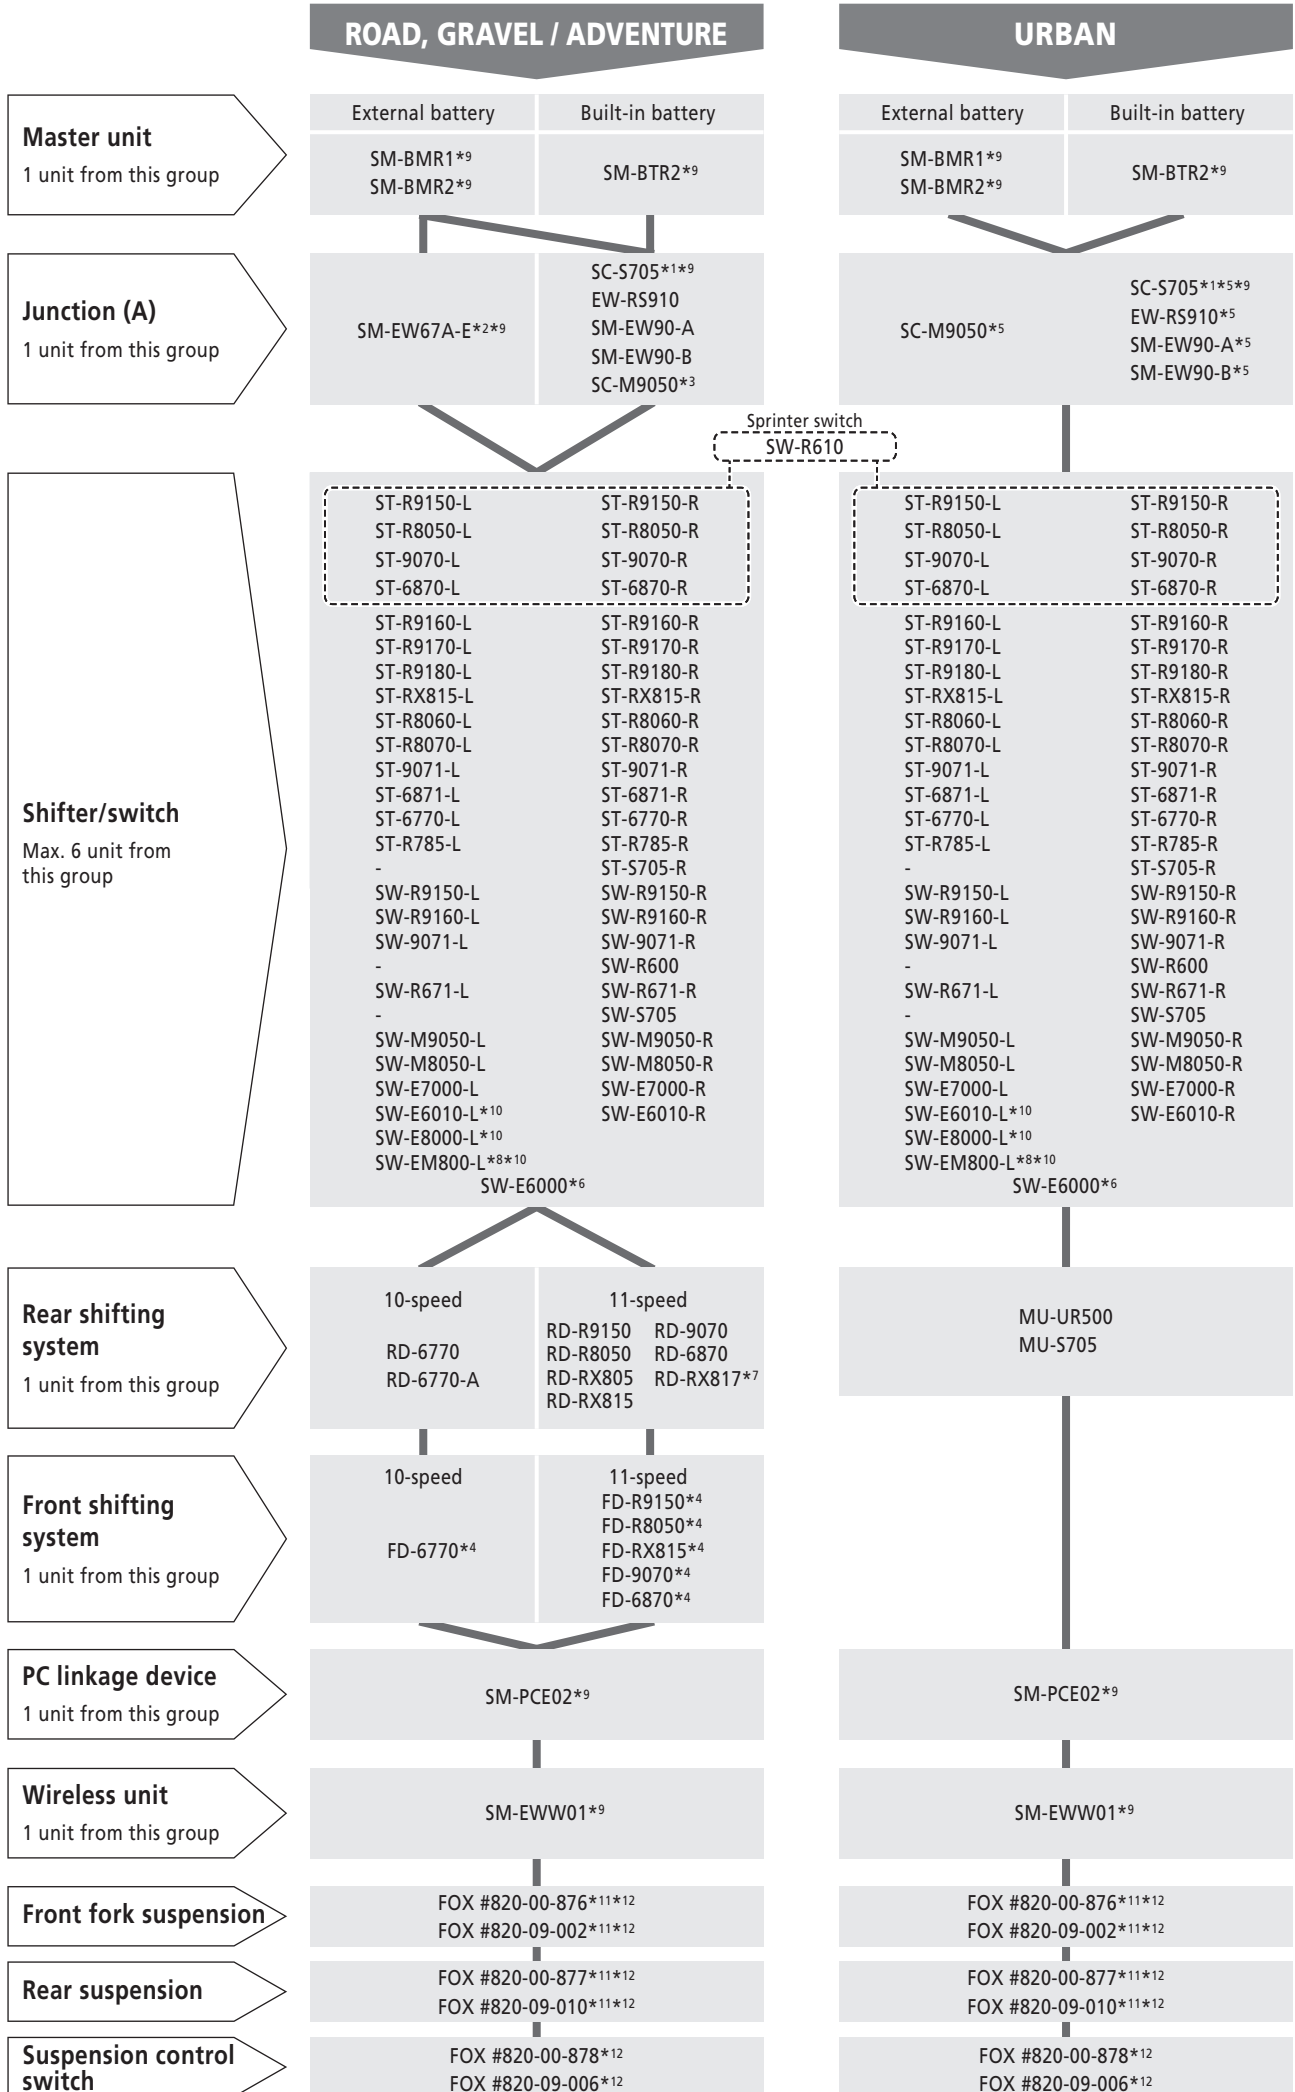 ROAD, GRAVEL / ADVENTURE
URBAN
Master unit
1 unit from this group
External battery Built-in battery
SM-BMR1*9
SM-BMR2*9
SM-BTR2*9
External battery Built-in battery
SM-BMR1*9
SM-BMR2*9
SM-BTR2*9
Junction (A)
1 unit from this group
SM-EW67A-E*2*9
SC-S705*1*9
EW-RS910
SM-EW90-A
SM-EW90-B
SC-M9050*3
SC-M9050*5
SC-S705*1*5*9
EW-RS910*5
SM-EW90-A*5
SM-EW90-B*5
Sprinter switch
SW-R610
Shifter/switch
Max. 6 unit from
this group
ST-R9150-L ST-R9150-R
ST-R8050-L ST-R8050-R
ST-9070-L ST-9070-R
ST-6870-L ST-6870-R
ST-R9160-L ST-R9160-R
ST-R9170-L ST-R9170-R
ST-R9180-L ST-R9180-R
ST-RX815-L ST-RX815-R
ST-R8060-L ST-R8060-R
ST-R8070-L ST-R8070-R
ST-9071-L ST-9071-R
ST-6871-L ST-6871-R
ST-6770-L ST-6770-R
ST-R785-L ST-R785-R
- ST-S705-R
SW-R9150-L SW-R9150-R
SW-R9160-L SW-R9160-R
SW-9071-L SW-9071-R
- SW-R600
SW-R671-L SW-R671-R
- SW-S705
SW-M9050-L SW-M9050-R
SW-M8050-L SW-M8050-R
SW-E7000-L SW-E7000-R
SW-E6010-L*10 SW-E6010-R
SW-E8000-L*10
SW-EM800-L*8*10
SW-E6000*6
ST-R9150-L ST-R9150-R
ST-R8050-L ST-R8050-R
ST-9070-L ST-9070-R
ST-6870-L ST-6870-R
ST-R9160-L ST-R9160-R
ST-R9170-L ST-R9170-R
ST-R9180-L ST-R9180-R
ST-RX815-L ST-RX815-R
ST-R8060-L ST-R8060-R
ST-R8070-L ST-R8070-R
ST-9071-L ST-9071-R
ST-6871-L ST-6871-R
ST-6770-L ST-6770-R
ST-R785-L ST-R785-R
- ST-S705-R
SW-R9150-L SW-R9150-R
SW-R9160-L SW-R9160-R
SW-9071-L SW-9071-R
- SW-R600
SW-R671-L SW-R671-R
- SW-S705
SW-M9050-L SW-M9050-R
SW-M8050-L SW-M8050-R
SW-E7000-L SW-E7000-R
SW-E6010-L*10 SW-E6010-R
SW-E8000-L*10
SW-EM800-L*8*10
SW-E6000*6
Rear shifting
system
1 unit from this group
10-speed
RD-6770
RD-6770-A
11-speed
RD-R9150 RD-9070
RD-R8050 RD-6870
RD-RX805 RD-RX817*7
RD-RX815
MU-UR500
MU-S705
Front shifting
system
1 unit from this group
10-speed
FD-6770*4
11-speed
FD-R9150*4
FD-R8050*4
FD-RX815*4
FD-9070*4
FD-6870*4
PC linkage device
1 unit from this group
SM-PCE02*9
SM-PCE02*9
Wireless unit
1 unit from this group
SM-EWW01*9
SM-EWW01*9
Front fork suspension
FOX #820-00-876*11*12
FOX #820-09-002*11*12
FOX #820-00-876*11*12
FOX #820-09-002*11*12
Rear suspension
FOX #820-00-877*11*12
FOX #820-09-010*11*12
FOX #820-00-877*11*12
FOX #820-09-010*11*12
Suspension control
switch
FOX #820-00-878*12
FOX #820-09-006*12
FOX #820-00-878*12
FOX #820-09-006*12